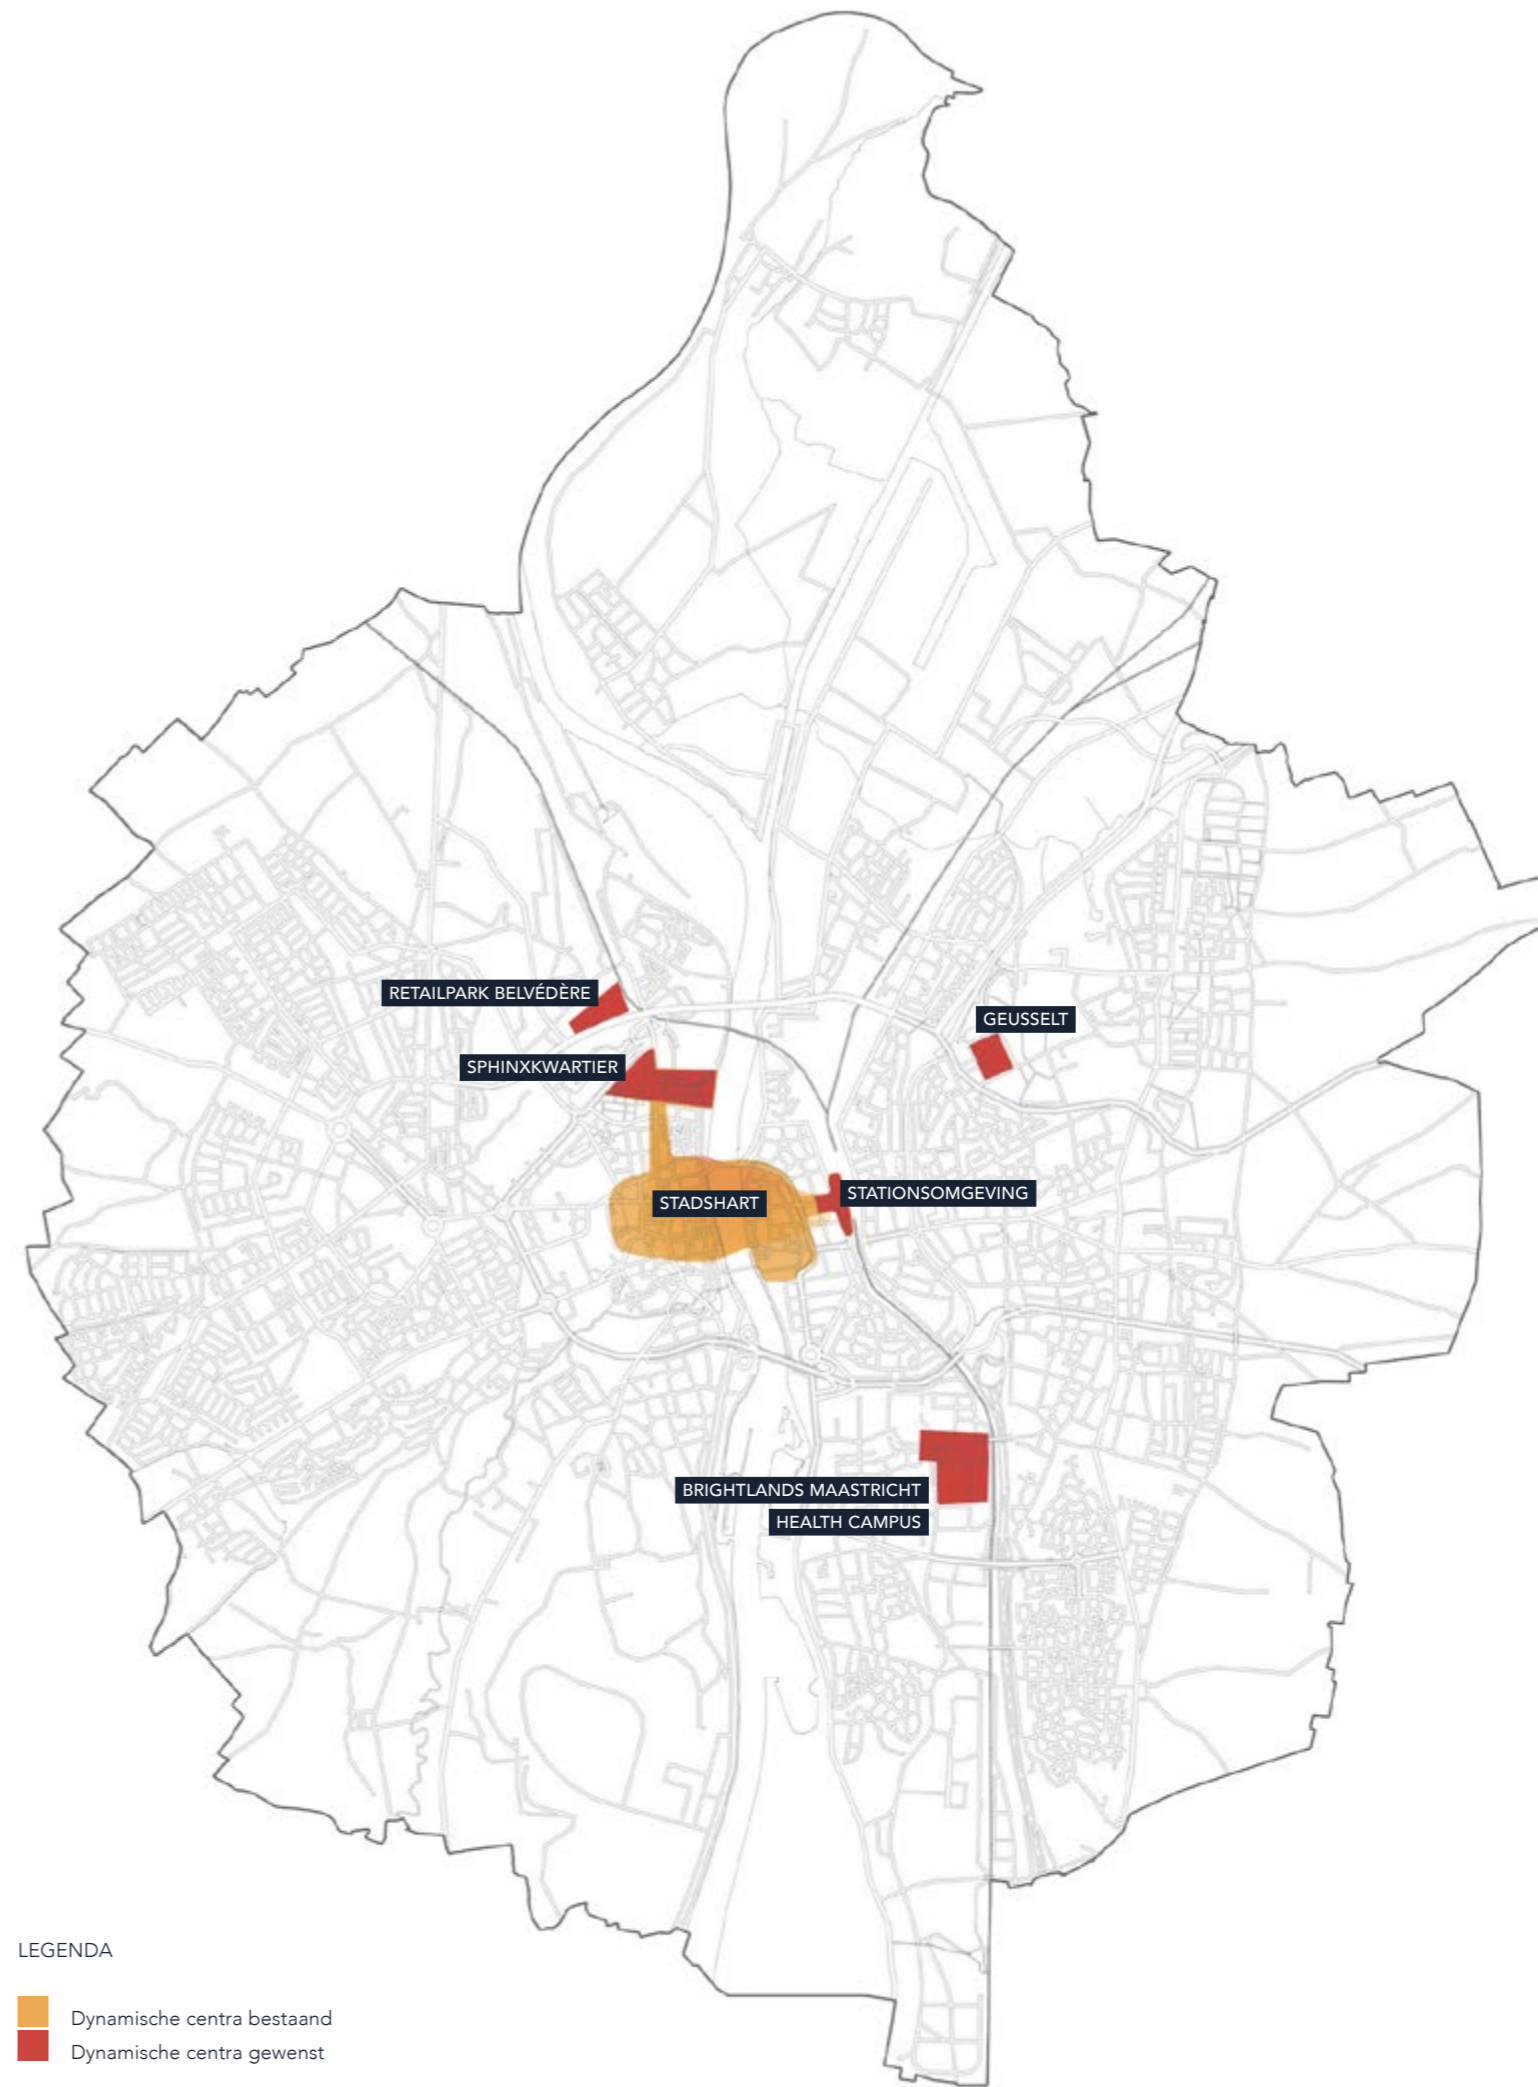 RETAILPARK BELVÉDÈRE
GEUSSELT
SPHINXKWARTIER
STADSHART
STATIONSOMGEVING
BRIGHTLANDS MAASTRICHT
HEALTH CAMPUS
LEGENDA
Dynamische centra bestaand
Dynamische centra gewenst